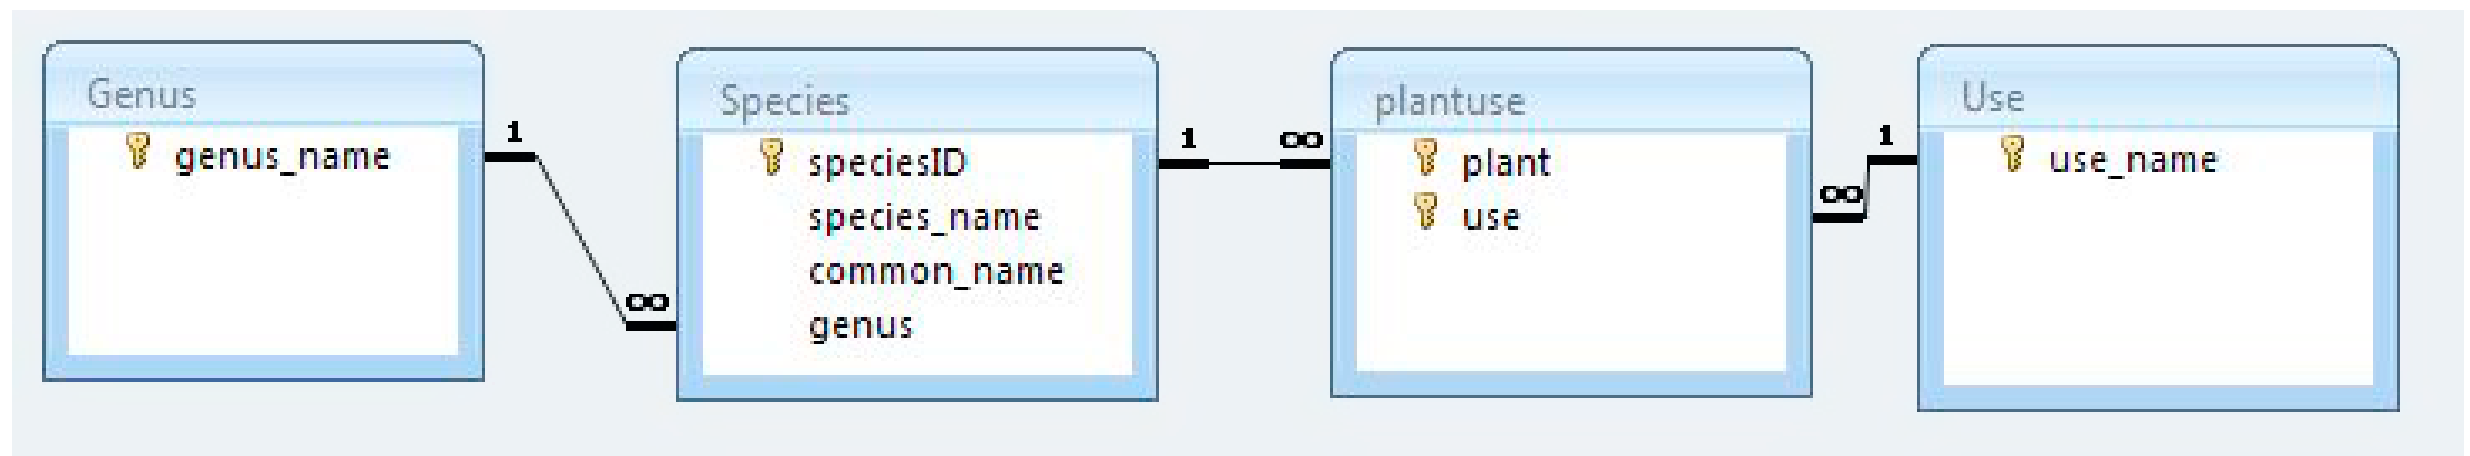 Genus
genus_name
1
∞
Species
speciesID
species_name
common_name
genus
1
∞
plantuse
plant
use
∞
1
Use
use_name